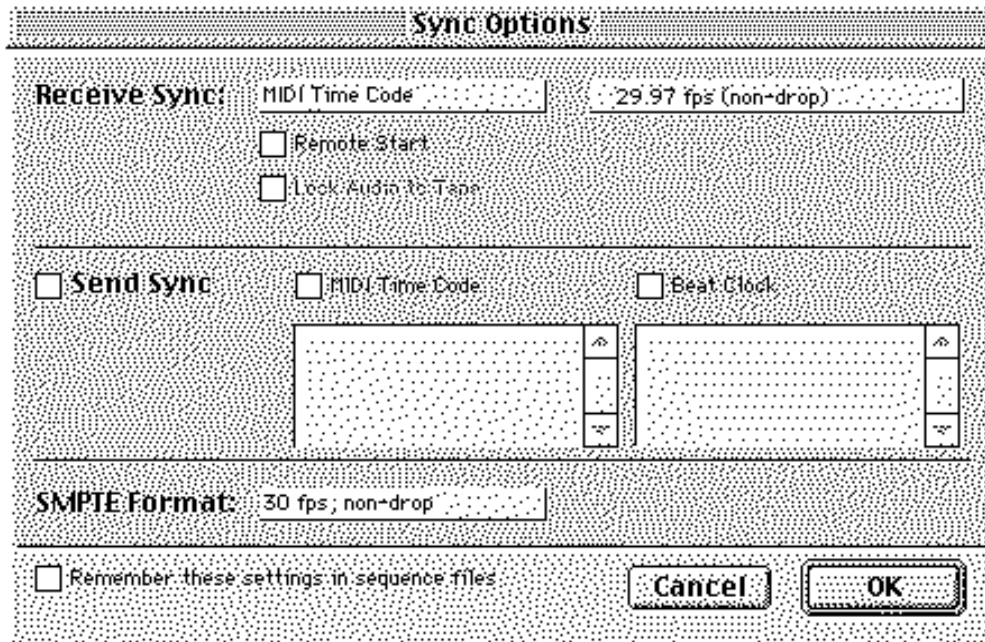 Sync Options
Receive Sync: MIDI Time Code 29.97 fps (non-drop)
Remote Start
Lock Audio to Tape
Send Sync MIDI Time Code Beat Clock
SMPTE Format: 30 fps, non-drop
Remember these settings in sequence files
Cancel OK